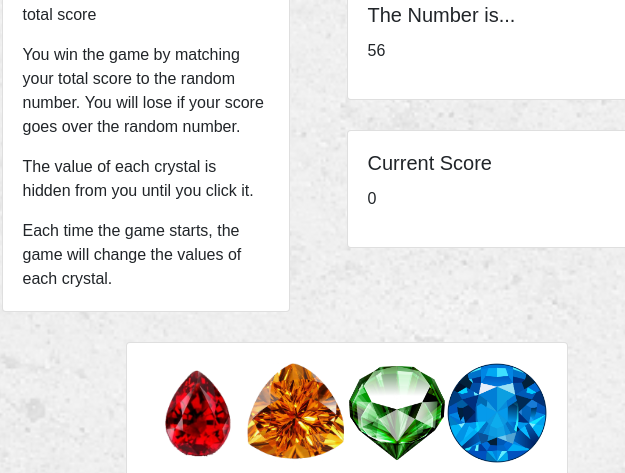 total score
You win the game by matching
your total score to the random
number. You will lose if your score
goes over the random number.
The value of each crystal is
hidden from you until you click it.
Each time the game starts, the
game will change the values of
each crystal.
The Number is...
56
Current Score
0